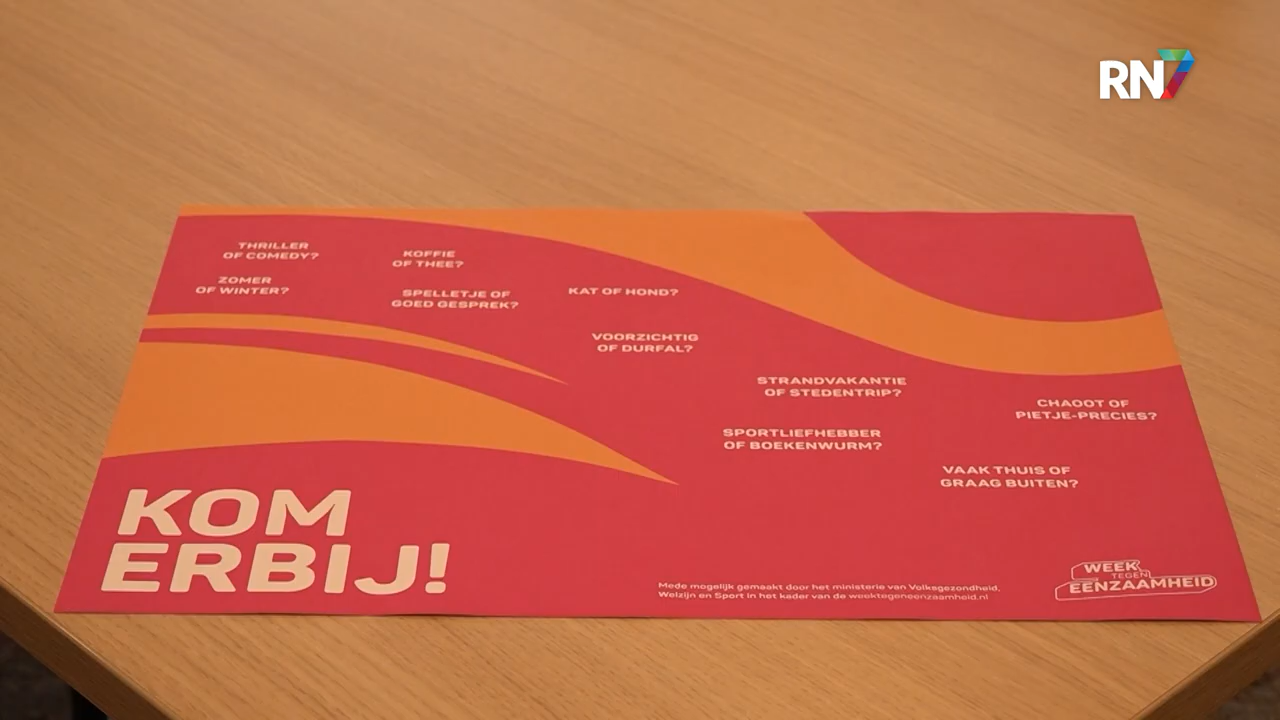 RN7
THRILLER
OF COMEDY?
KOFFIE
OF THEE?
ZOMER
OF WINTER?
SPELLETJE OF
GOED GESPREK?
KAT OF HOND?
VOORZICHTIG
OF DURFAL?
STRANDVAKANTIE
OF STEDENTRIP?
CHAOOT OF
PIETJE-PRECIES?
SPORTLIEFHEBBER
OF BOEKENWURM?
VAAK THUIS OF
GRAAG BUITEN?
KOM
ERBIJ!
Mede mogelijk gemaakt door het ministerie van Volksgezondheid,
Welzijn en Sport in het kader van de weektegeneenzaamheid.nl
WEEK
TEGEN
EENZAAMHEID